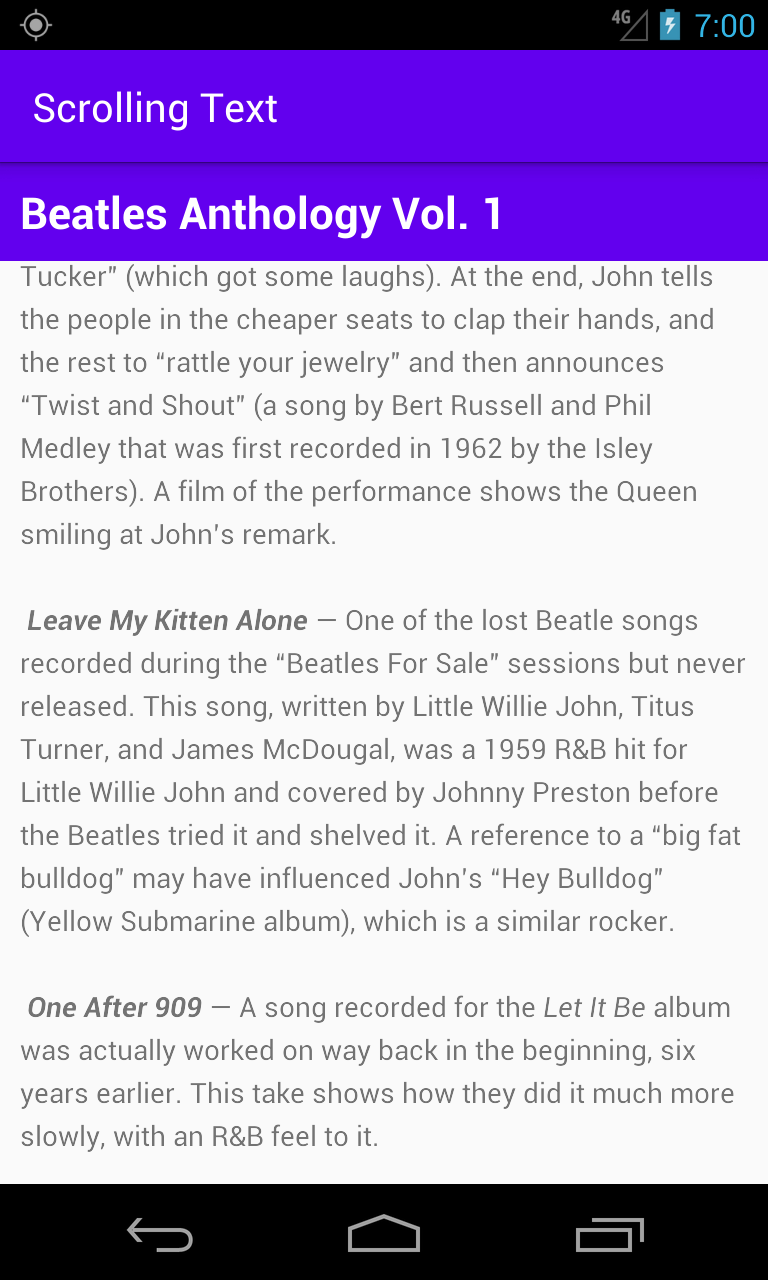 4G 7:00
Scrolling Text
Beatles Anthology Vol. 1
Tucker” (which got some laughs). At the end, John tells
the people in the cheaper seats to clap their hands, and
the rest to “rattle your jewelry” and then announces
“Twist and Shout” (a song by Bert Russell and Phil
Medley that was first recorded in 1962 by the Isley
Brothers). A film of the performance shows the Queen
smiling at John's remark.
Leave My Kitten Alone — One of the lost Beatle songs
recorded during the “Beatles For Sale” sessions but never
released. This song, written by Little Willie John, Titus
Turner, and James McDougal, was a 1959 R&B hit for
Little Willie John and covered by Johnny Preston before
the Beatles tried it and shelved it. A reference to a “big fat
bulldog” may have influenced John's “Hey Bulldog”
(Yellow Submarine album), which is a similar rocker.
One After 909 — A song recorded for the Let It Be album
was actually worked on way back in the beginning, six
years earlier. This take shows how they did it much more
slowly, with an R&B feel to it.